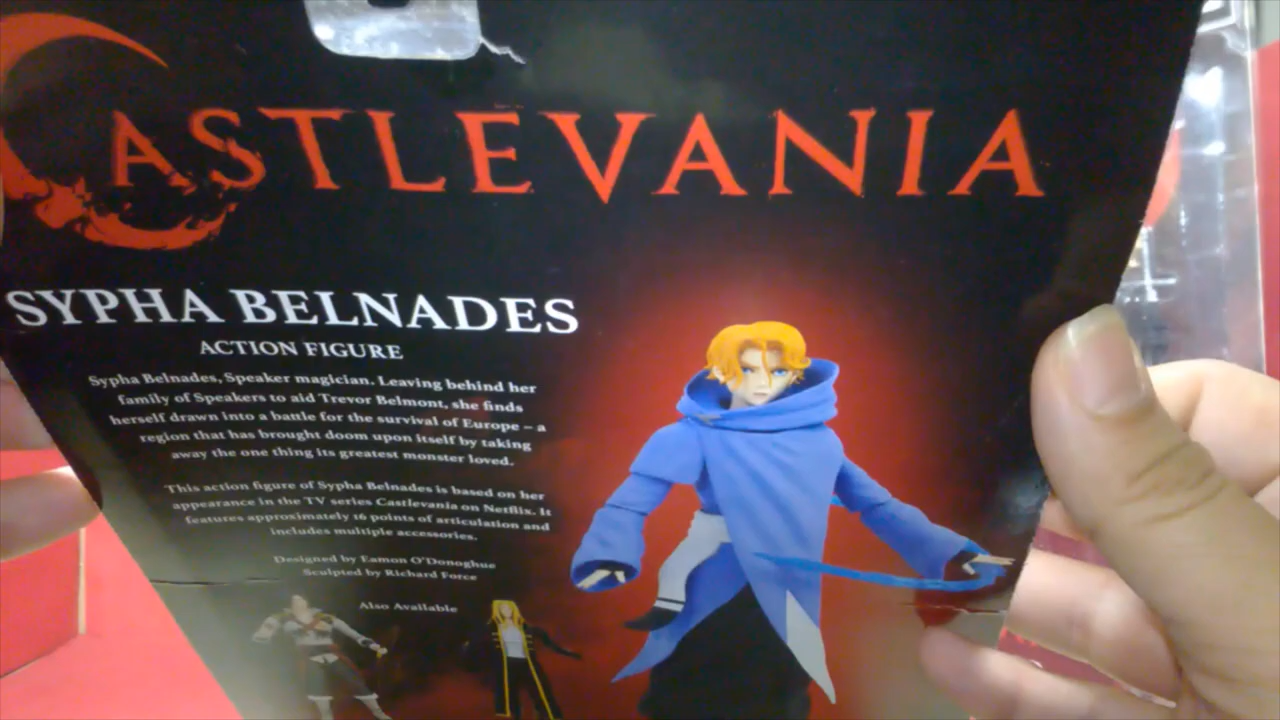 CASTLEVANIA
SYPHA BELNADES
ACTION FIGURE
Sypha Belnades, Speaker magician. Leaving behind her
family of Speakers to aid Trevor Belmont, she finds
herself drawn into a battle for the survival of Europe – a
region that has brought doom upon itself by taking
away the one thing its greatest monster loved.
This action figure of Sypha Belnades is based on her
appearance in the TV series Castlevania on Netflix. It
features approximately 16 points of articulation and
includes multiple accessories.
Designed by Eamon O'Donoghue
Sculpted by Richard Force
Also Available